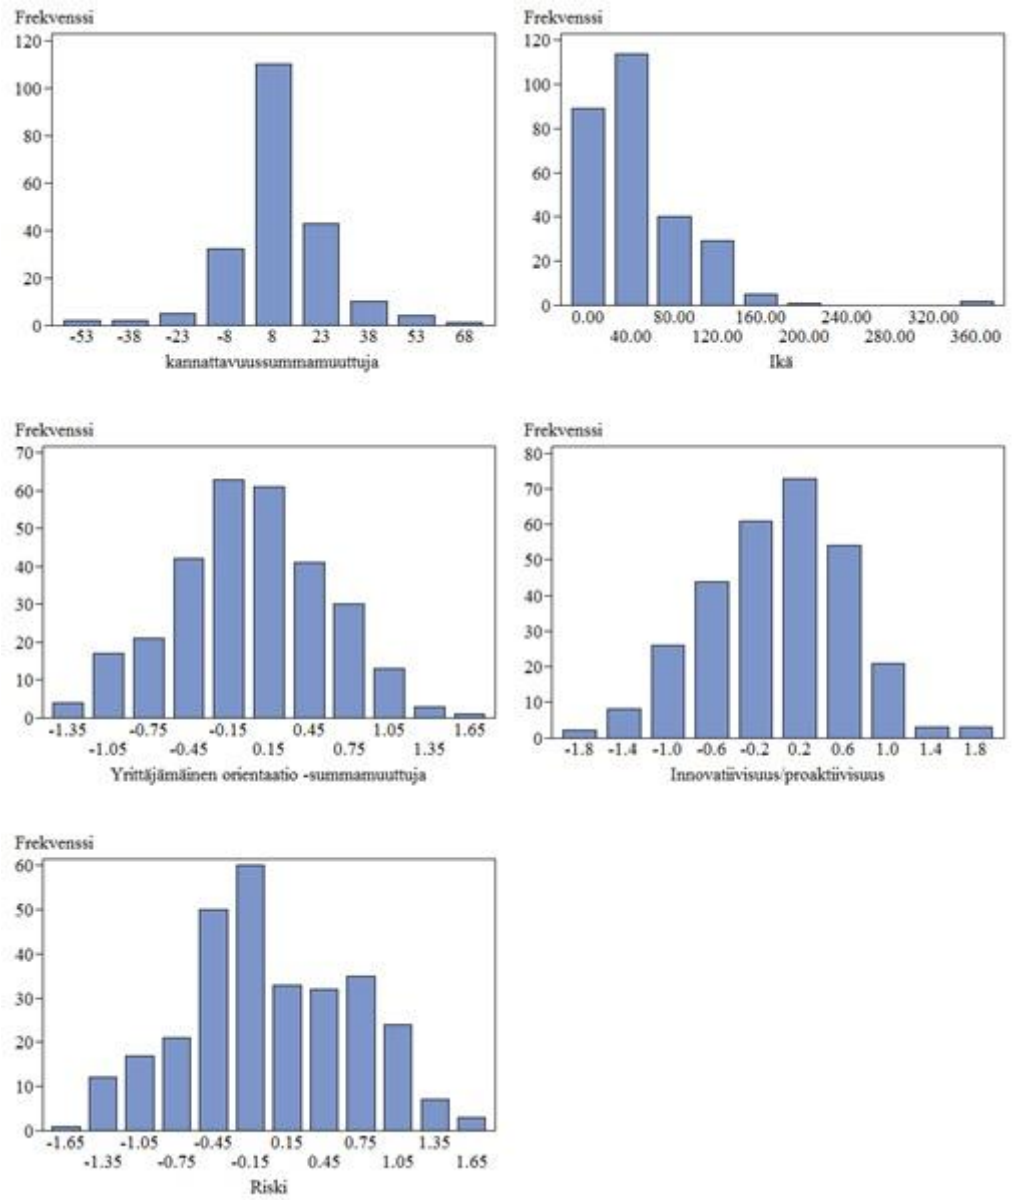 Frekvenssi
120
100
80
60
40
20
0
-53 -38 -23 -8 8 23 38 53 68
kannattavuussummamuuttuja
Frekvenssi
120
100
80
60
40
20
0
0.00 80.00 160.00 240.00 320.00
40.00 120.00 200.00 280.00 360.00
Ikä
Frekvenssi
70
60
50
40
30
20
10
0
-1.35 -0.75 -0.15 0.45 1.05 1.65
-1.05 -0.45 0.15 0.75 1.35
Yrittäjämäinen orientaatio -summamuuttuja
Frekvenssi
80
70
60
50
40
30
20
10
0
-1.8 -1.4 -1.0 -0.6 -0.2 0.2 0.6 1.0 1.4 1.8
Innovatiivisuus/proaktiivisuus
Frekvenssi
60
50
40
30
20
10
0
-1.65 -1.05 -0.45 0.15 0.75 1.35
-1.35 -0.75 -0.15 0.45 1.05 1.65
Riski